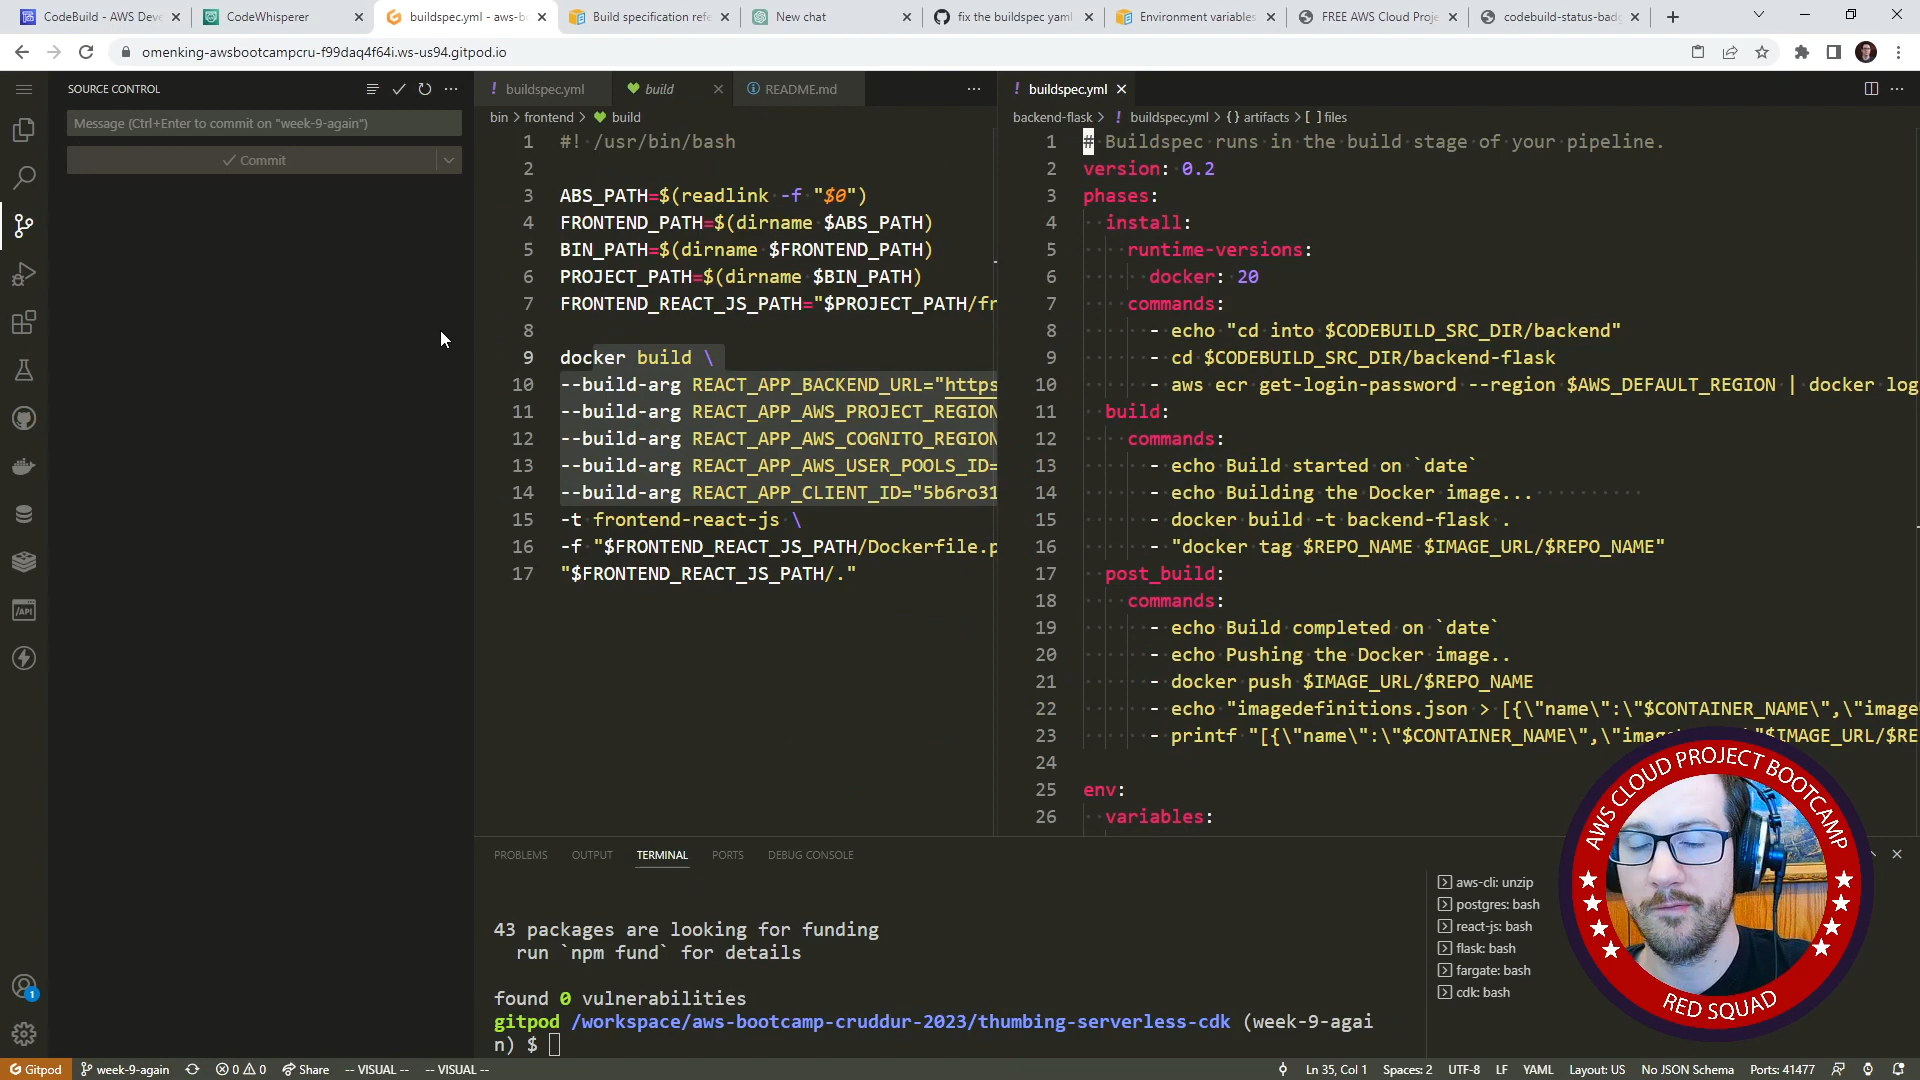 CodeBuild - AWS Deve
CodeWhisperer
buildspec.yml - aws-b
Build specification refe
New chat
fix the buildspec yaml
Environment variables
FREE AWS Cloud Proje
codebuild-status-bad
omenking-awsbootcampcru-f99daq4f64i.ws-us94.gitpod.io
SOURCE CONTROL
Message (Ctrl+Enter to commit on "week-9-again")
Commit
buildspec.yml
build
README.md
bin > frontend > build
1 #! /usr/bin/bash
2
3 ABS_PATH=$(readlink -f "$0")
4 FRONTEND_PATH=$(dirname $ABS_PATH)
5 BIN_PATH=$(dirname $FRONTEND_PATH)
6 PROJECT_PATH=$(dirname $BIN_PATH)
7 FRONTEND_REACT_JS_PATH="$PROJECT_PATH/fr
8
9 docker build \
10 --build-arg REACT_APP_BACKEND_URL="https
11 --build-arg REACT_APP_AWS_PROJECT_REGION
12 --build-arg REACT_APP_AWS_COGNITO_REGION
13 --build-arg REACT_APP_AWS_USER_POOLS_ID=
14 --build-arg REACT_APP_CLIENT_ID="5b6ro31
15 -t frontend-react-js \
16 -f "$FRONTEND_REACT_JS_PATH/Dockerfile.p
17 "$FRONTEND_REACT_JS_PATH/."
buildspec.yml
backend-flask > buildspec.yml > {} artifacts > [ ] files
1 # Buildspec runs in the build stage of your pipeline.
2 version: 0.2
3 phases:
4 install:
5 runtime-versions:
6 docker: 20
7 commands:
8 - echo "cd into $CODEBUILD_SRC_DIR/backend"
9 - cd $CODEBUILD_SRC_DIR/backend-flask
10 - aws ecr get-login-password --region $AWS_DEFAULT_REGION | docker log
11 build:
12 commands:
13 - echo Build started on `date`
14 - echo Building the Docker image...
15 - docker build -t backend-flask .
16 - "docker tag $REPO_NAME $IMAGE_URL/$REPO_NAME"
17 post_build:
18 commands:
19 - echo Build completed on `date`
20 - echo Pushing the Docker image..
21 - docker push $IMAGE_URL/$REPO_NAME
22 - echo "imagedefinitions.json > [{\"name\":\"$CONTAINER_NAME\",\"image
23 - printf "[{\"name\":\"$CONTAINER_NAME\",\"imag $IMAGE_URL/$RE
24
25 env:
26 variables:
PROBLEMS
OUTPUT
TERMINAL
PORTS
DEBUG CONSOLE
43 packages are looking for funding
run `npm fund` for details
found 0 vulnerabilities
gitpod /workspace/aws-bootcamp-cruddur-2023/thumbing-serverless-cdk (week-9-agai
n) $
aws-cli: unzip
postgres: bash
react-js: bash
flask: bash
fargate: bash
cdk: bash
AWS CLOUD PROJECT BOOTCAMP
RED SQUAD
/API
1
Gitpod
week-9-again
0 0
Share
-- VISUAL --
-- VISUAL --
Ln 35, Col 1
Spaces: 2
UTF-8
LF
YAML
Layout: US
No JSON Schema
Ports: 41477